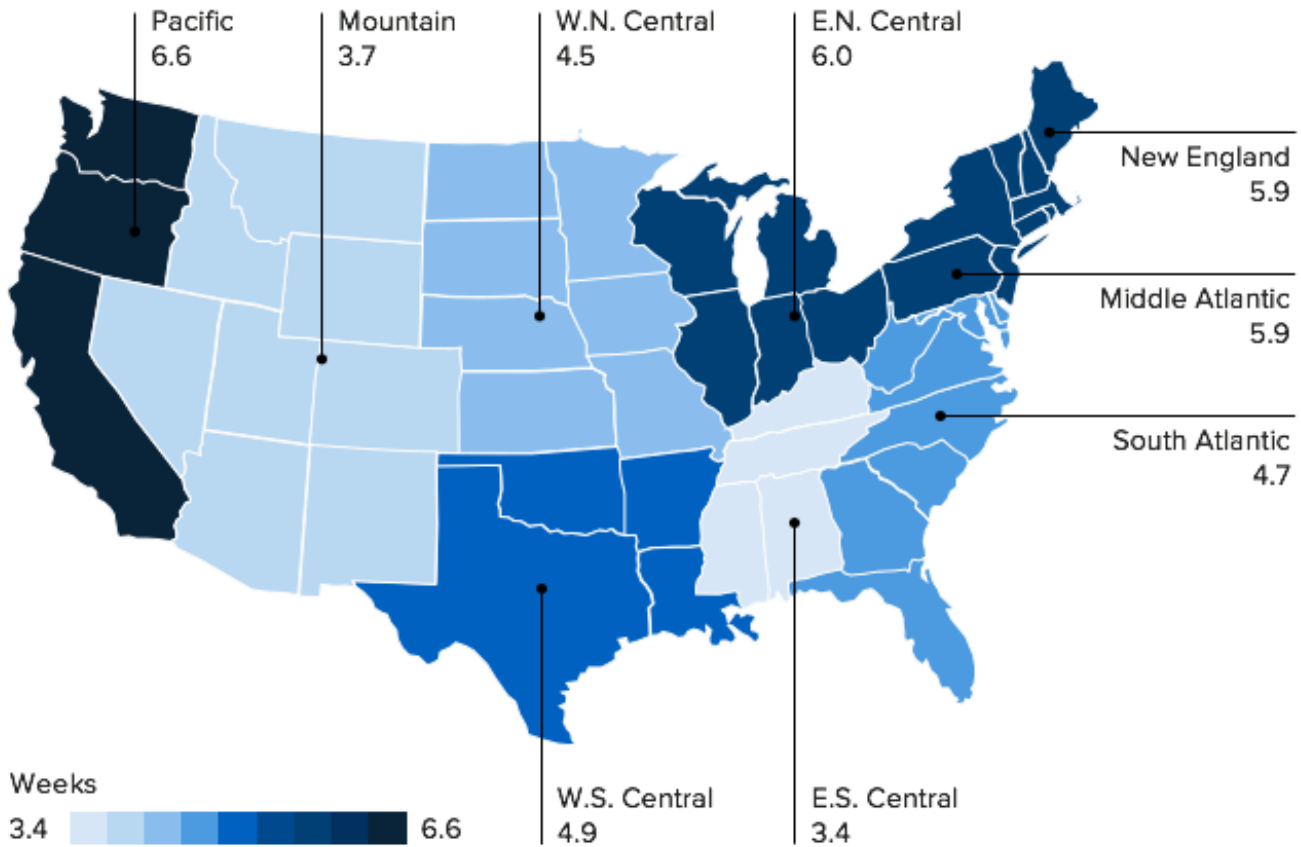 Pacific
6.6
Mountain
3.7
W.N. Central
4.5
E.N. Central
6.0
New England
5.9
Middle Atlantic
5.9
South Atlantic
4.7
Weeks
3.4
6.6
W.S. Central
4.9
E.S. Central
3.4